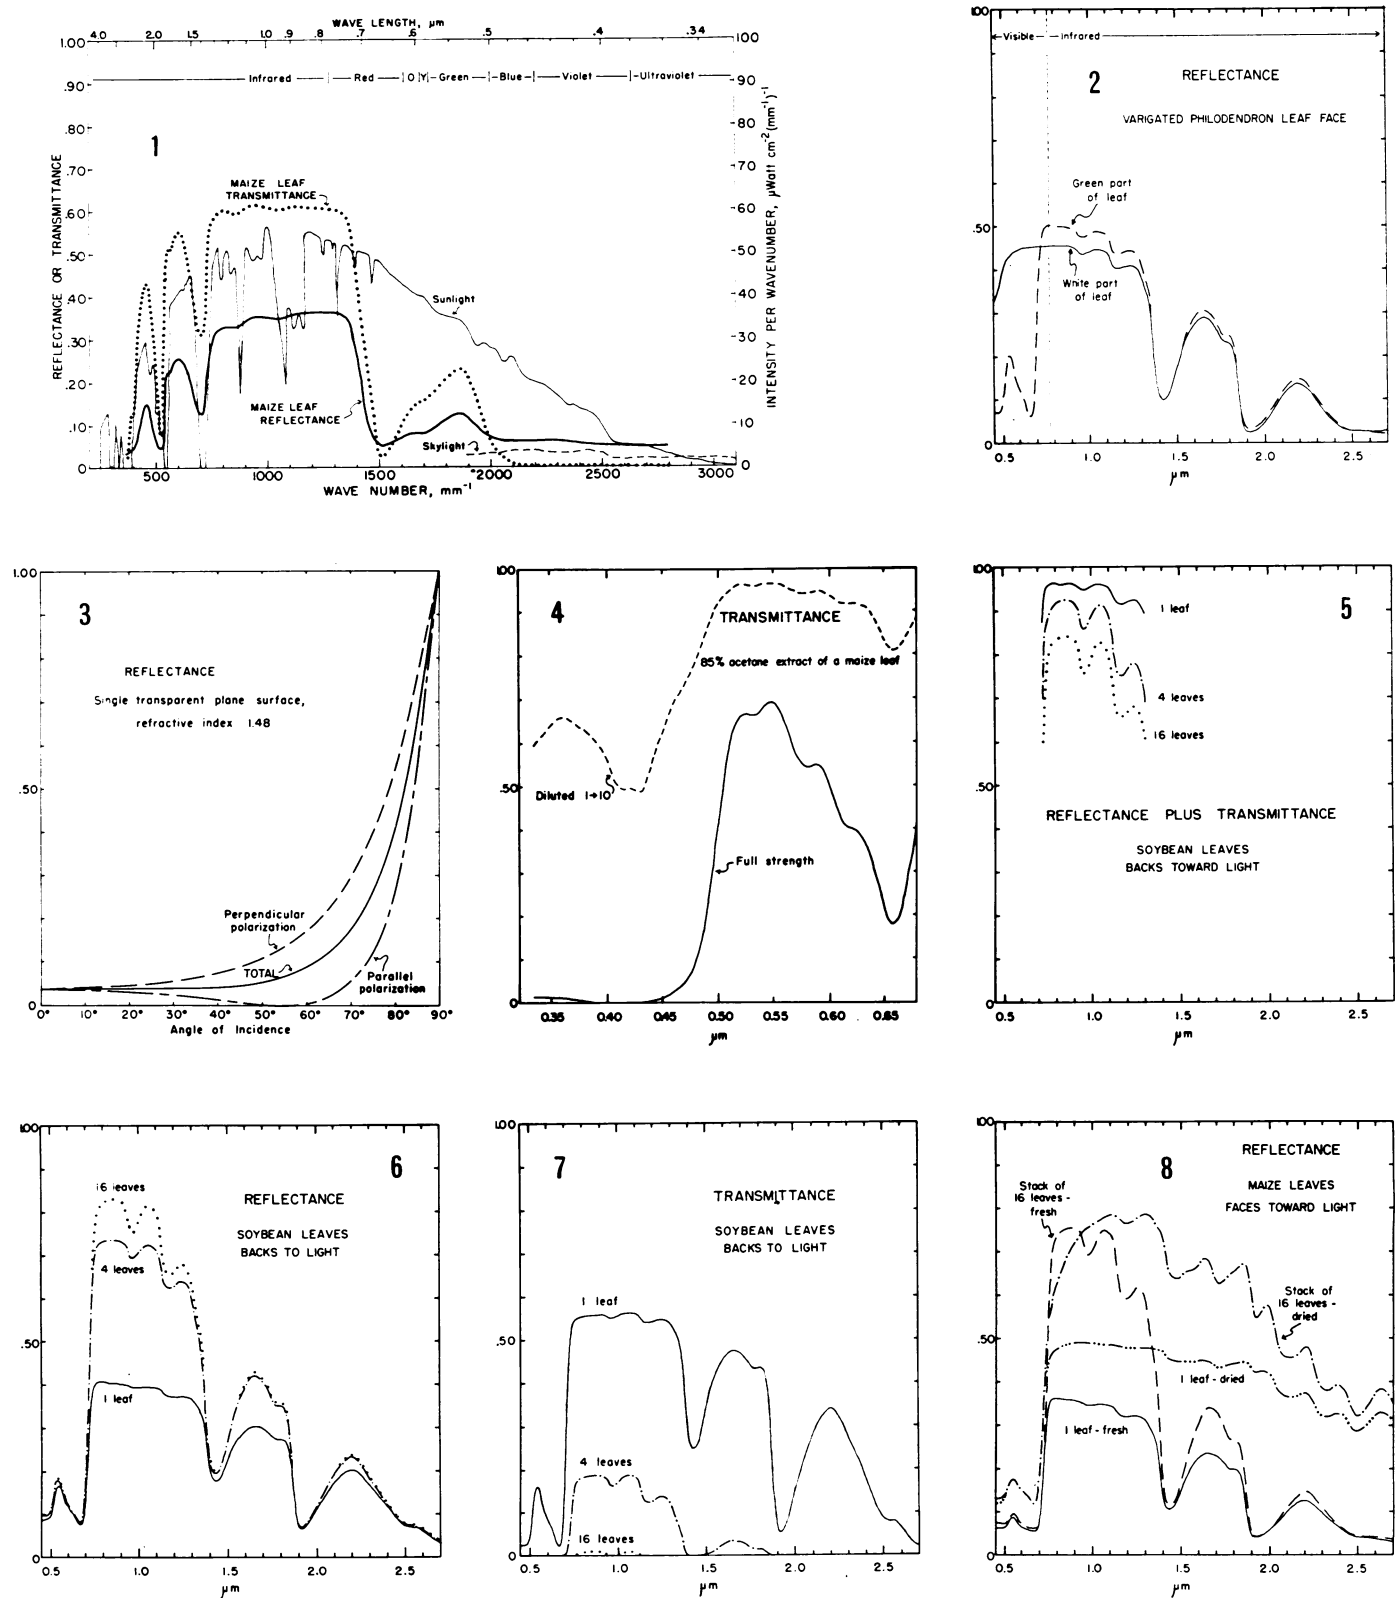 WAVE LENGTH, µm
4.0 2.0 1.5 1.0 .9 .8 .7 .6 .5 .4 .34
1.00 100
Infrared Red O Y Green Blue Violet Ultraviolet
.90 90
.80 80
.70 70
.60 60
.50 50
.40 40
.30 30
.20 20
.10 10
0 0
1
REFLECTANCE OR TRANSMITTANCE
INTENSITY PER WAVENUMBER, µWatt cm⁻² (mm⁻¹)⁻¹
MAIZE LEAF
TRANSMITTANCE
Sunlight
MAIZE LEAF
REFLECTANCE
Skylight
500 1000 1500 2000 2500 3000
WAVE NUMBER, mm⁻¹
1.00
Visible Infrared
2
REFLECTANCE
VARIGATED PHILODENDRON LEAF FACE
Green part
of leaf
.50
White part
of leaf
0
0.5 1.0 1.5 2.0 2.5
µm
1.00
3
REFLECTANCE
Single transparent plane surface,
refractive index 1.48
.50
Perpendicular
polarization
TOTAL
Parallel
polarization
0
0° 10° 20° 30° 40° 50° 60° 70° 80° 90°
Angle of Incidence
1.00
4
TRANSMITTANCE
85% acetane extract of a maize leaf
.50
Diluted 1→10
Full strength
0
0.35 0.40 0.45 0.50 0.55 0.60 0.65
µm
1.00
5
1 leaf
4 leaves
16 leaves
.50
REFLECTANCE PLUS TRANSMITTANCE
SOYBEAN LEAVES
BACKS TOWARD LIGHT
0
0.5 1.0 1.5 2.0 2.5
µm
1.00
6
16 leaves
REFLECTANCE
SOYBEAN LEAVES
BACKS TO LIGHT
4 leaves
.50
1 leaf
0
0.5 1.0 1.5 2.0 2.5
µm
1.00
7
TRANSMITTANCE
SOYBEAN LEAVES
BACKS TO LIGHT
1 leaf
.50
4 leaves
16 leaves
0
0.5 1.0 1.5 2.0 2.5
µm
1.00
8
REFLECTANCE
MAIZE LEAVES
FACES TOWARD LIGHT
Stack of
16 leaves -
fresh
Stack of
16 leaves -
dried
.50
1 leaf - dried
1 leaf - fresh
0
0.5 1.0 1.5 2.0 2.5
µm